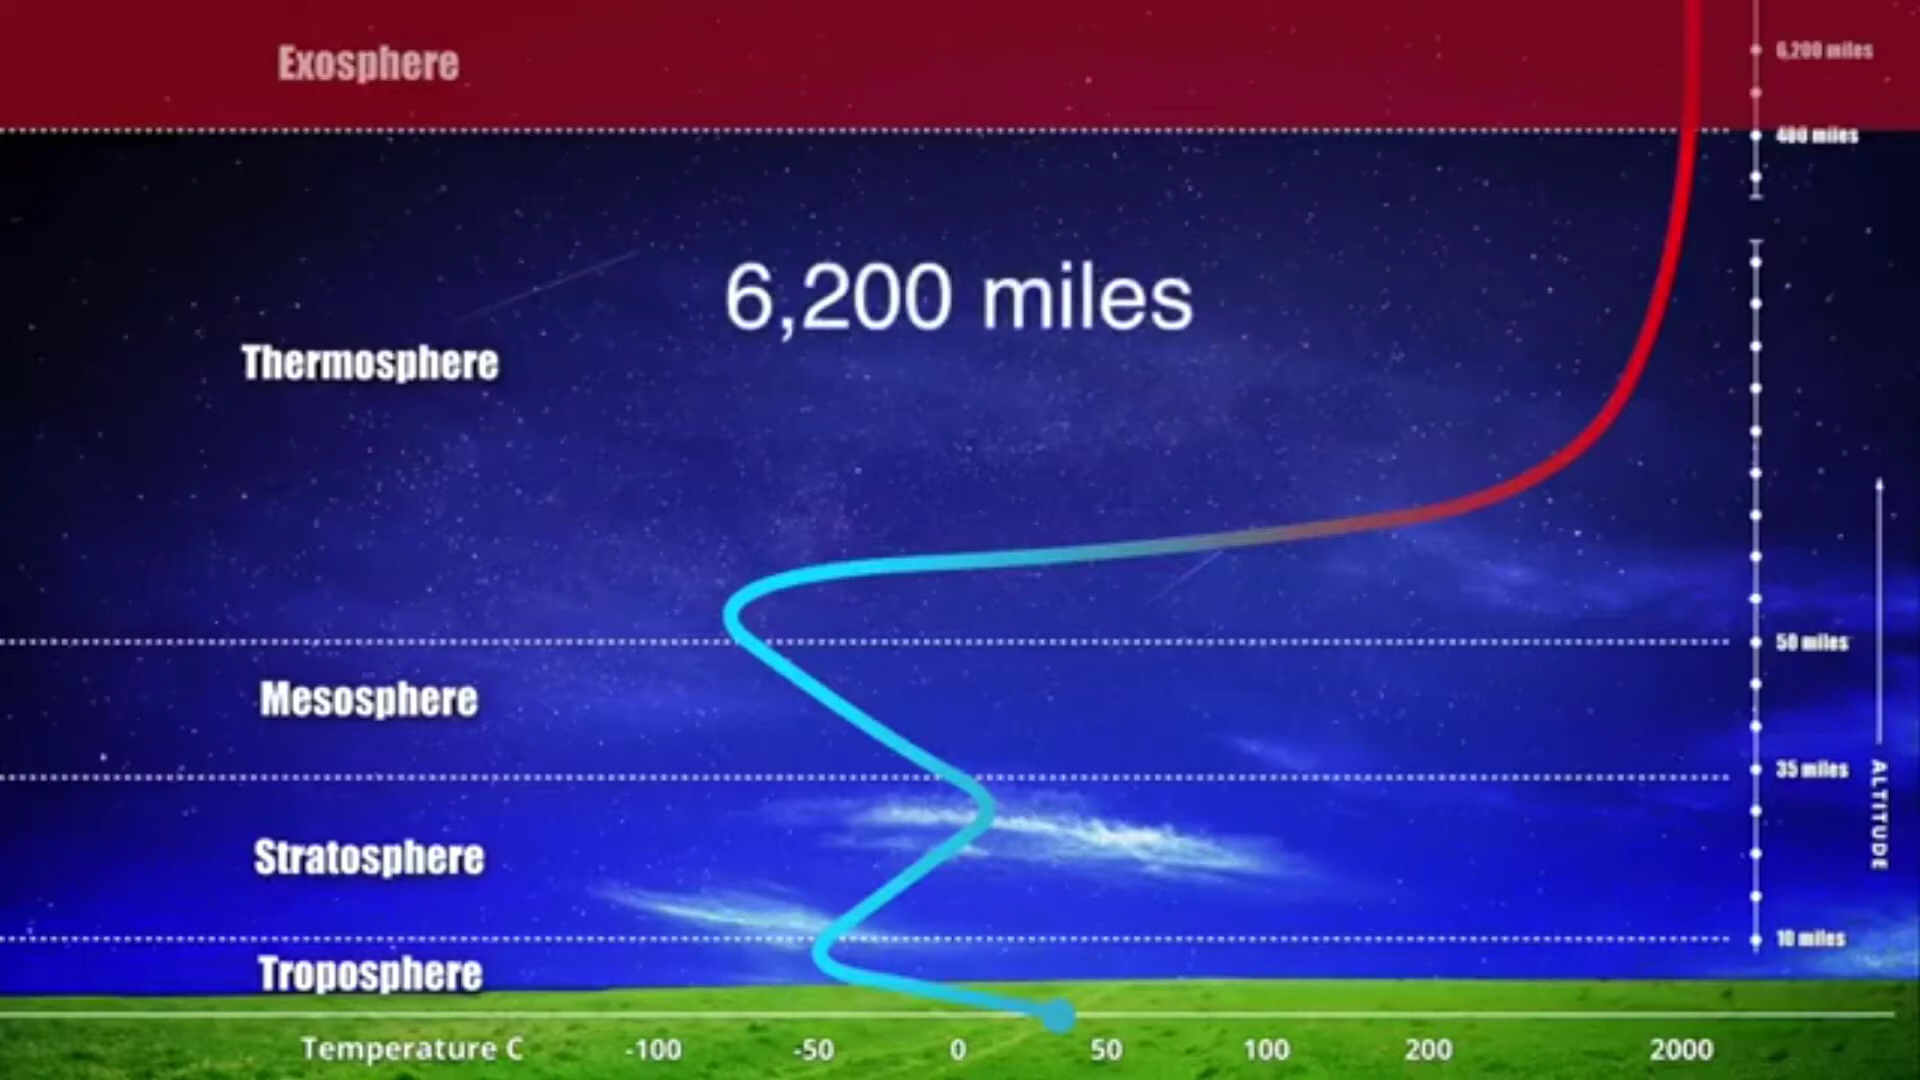 Exosphere
6,200 miles
400 miles
6,200 miles
Thermosphere
50 miles
Mesosphere
35 miles
ALTITUDE
Stratosphere
10 miles
Troposphere
Temperature C -100 -50 0 50 100 200 2000